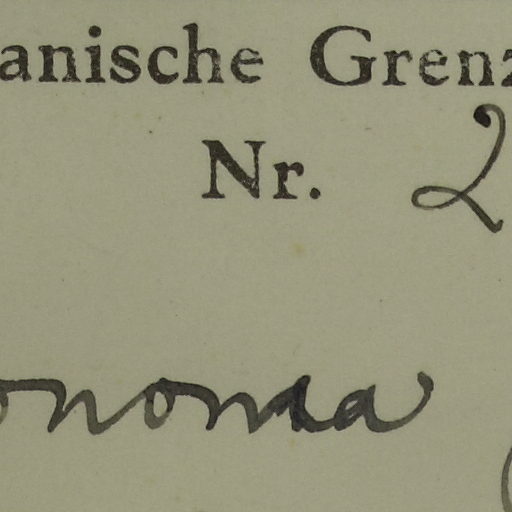 anische Grenz
Nr. 2
onoma